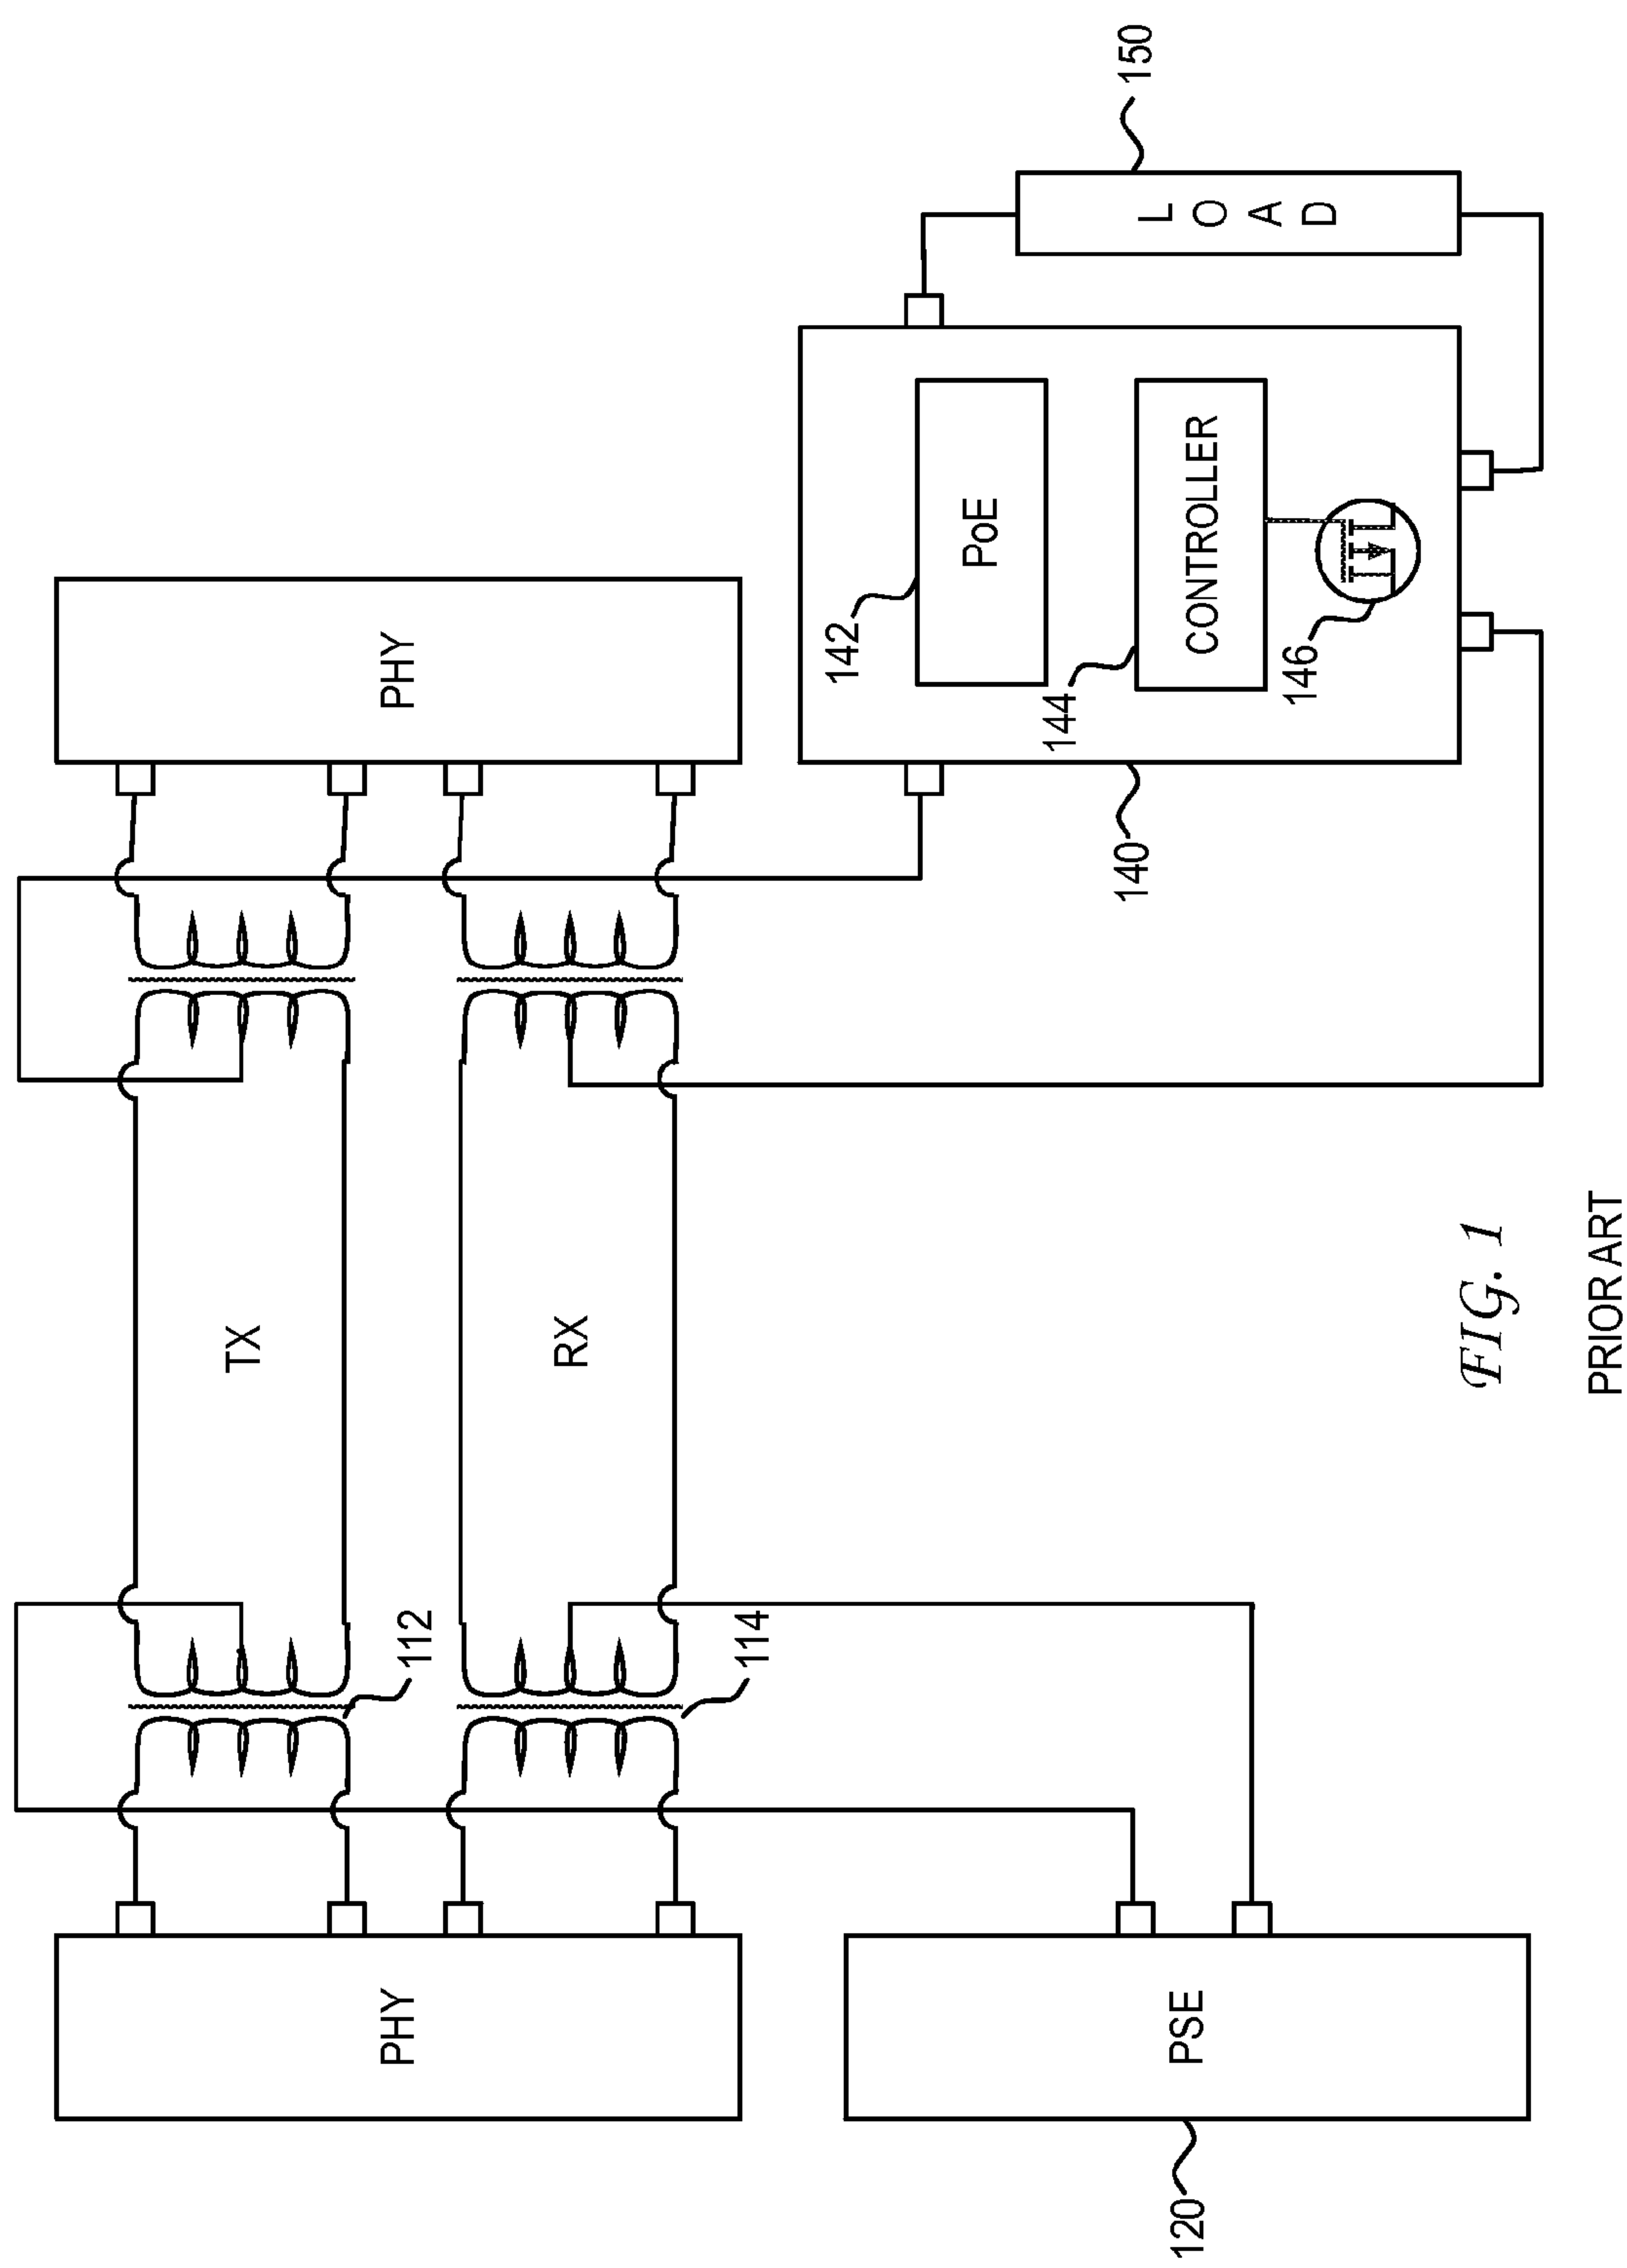 PHY
TX
PHY
112
RX
114
142
PoE
144
CONTROLLER
146
140
LOAD
150
PSE
120
FIG. 1
PRIOR ART